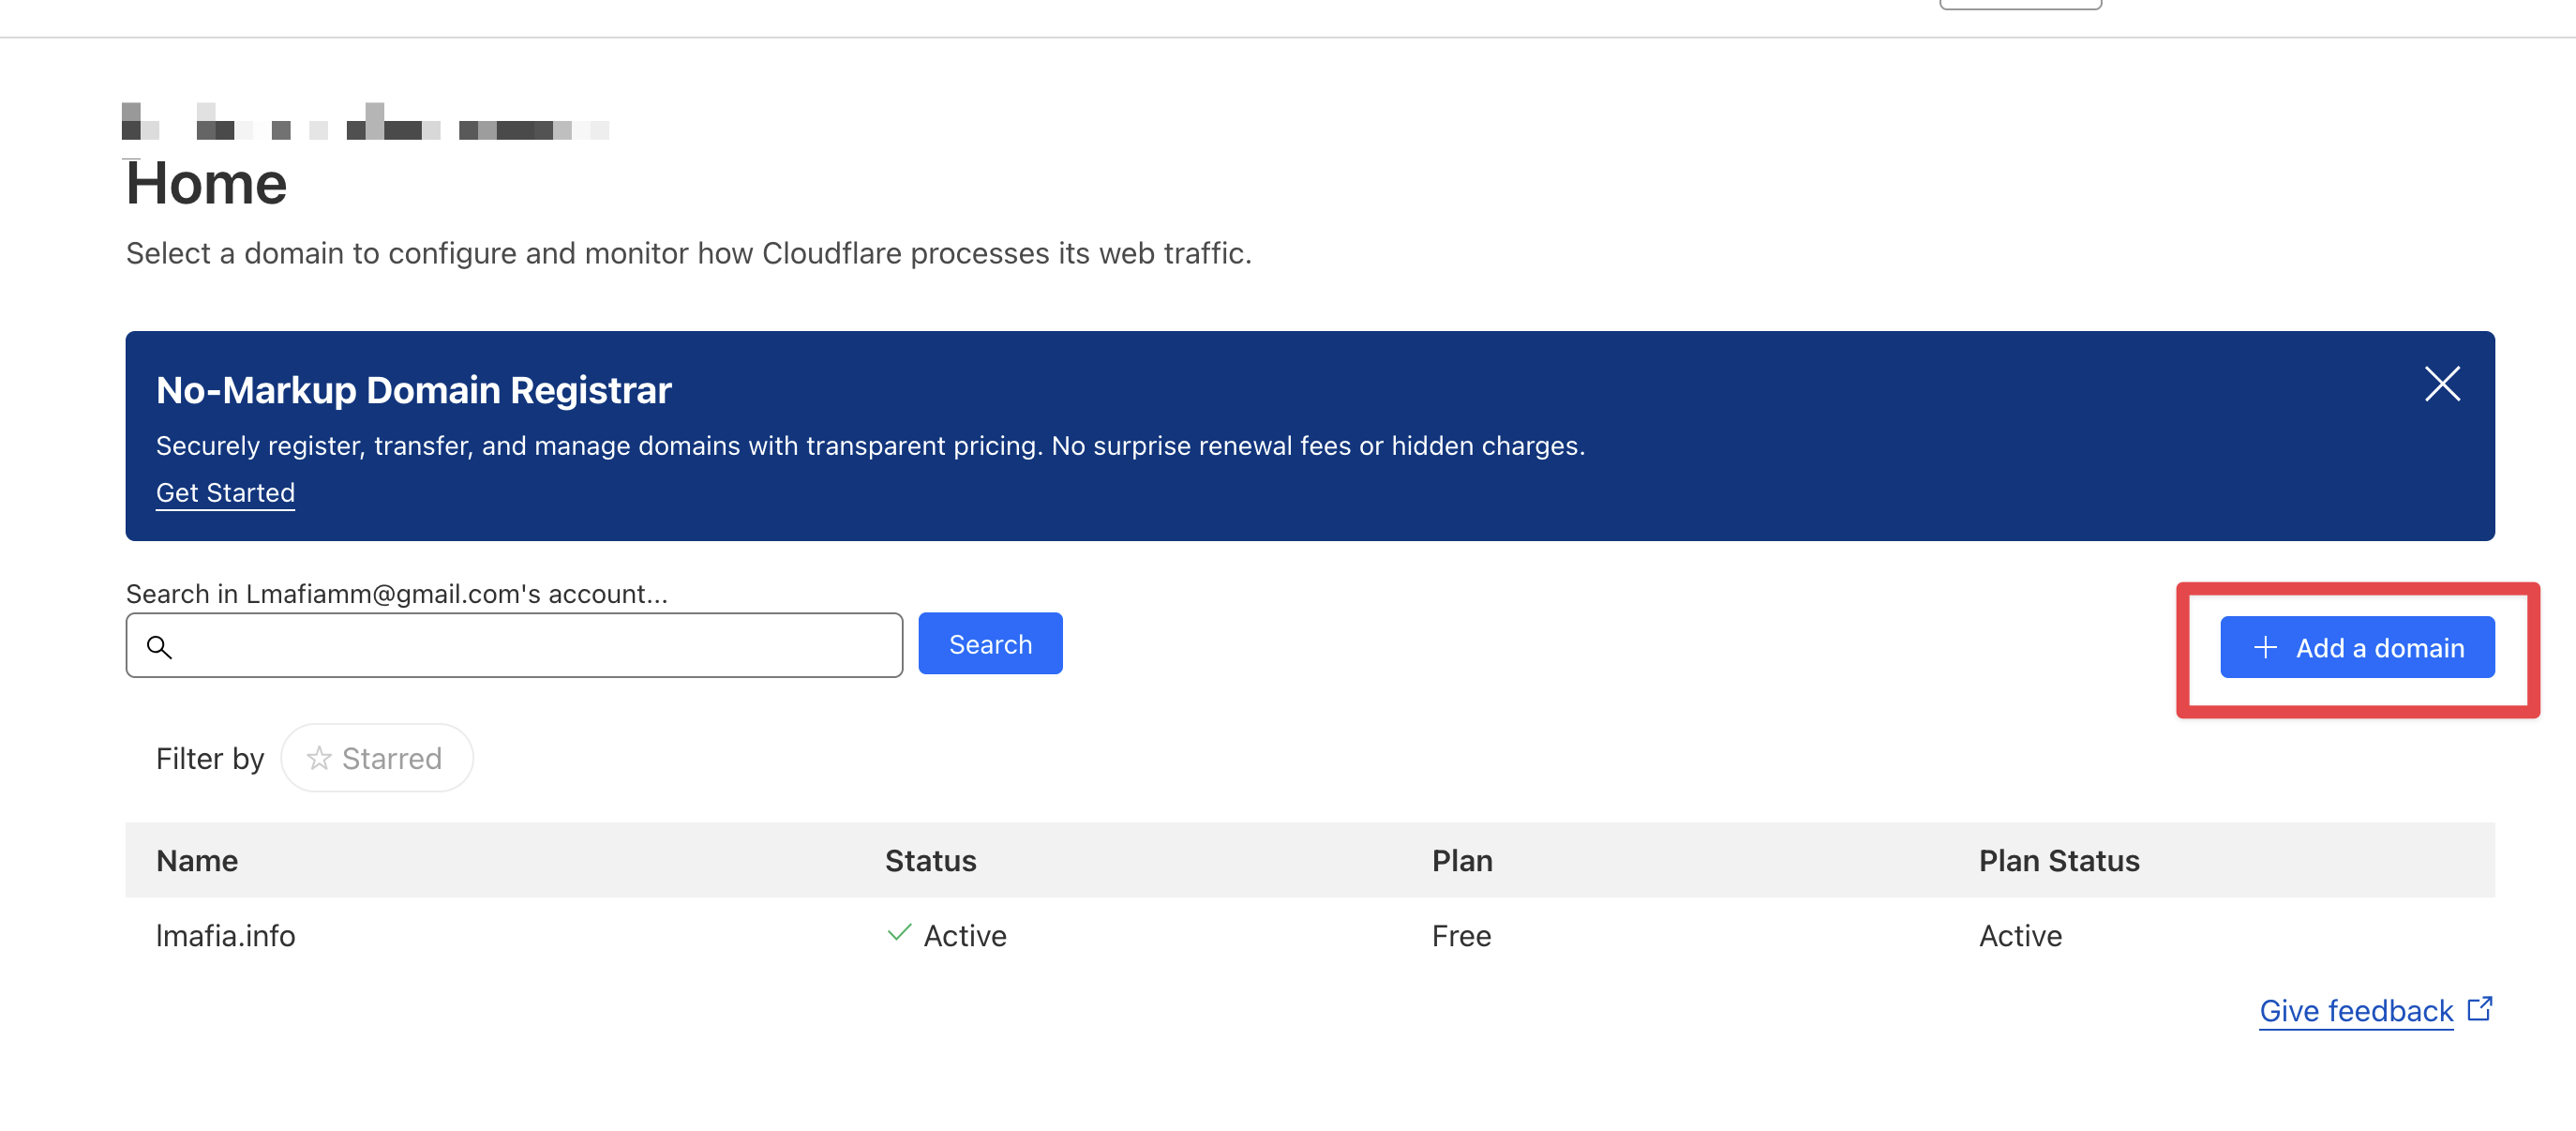 Home
Select a domain to configure and monitor how Cloudflare processes its web traffic.
No-Markup Domain Registrar
Securely register, transfer, and manage domains with transparent pricing. No surprise renewal fees or hidden charges.
Get Started
Search in Lmafiamm@gmail.com's account...
Search
Add a domain
Filter by Starred
Name Status Plan Plan Status
lmafia.info Active Free Active
Give feedback